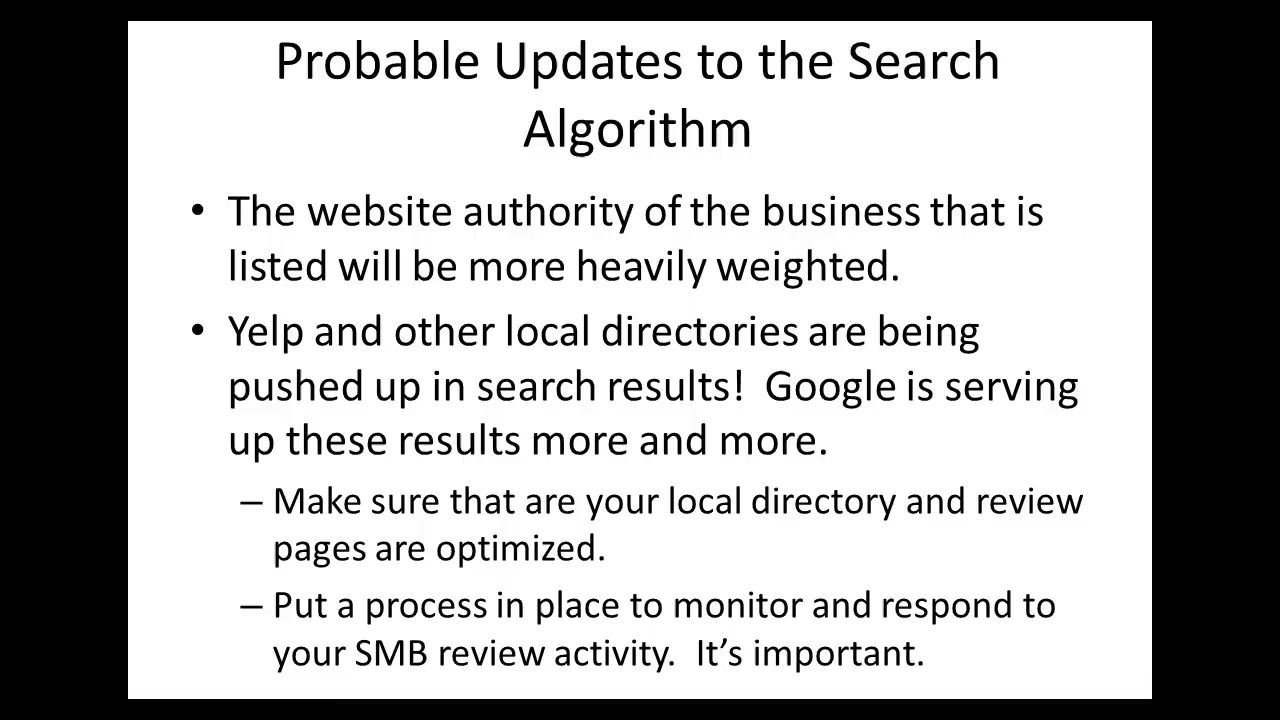 Probable Updates to the Search
Algorithm
• The website authority of the business that is
listed will be more heavily weighted.
• Yelp and other local directories are being
pushed up in search results!  Google is serving
up these results more and more.
– Make sure that are your local directory and review
pages are optimized.
– Put a process in place to monitor and respond to
your SMB review activity.  It’s important.